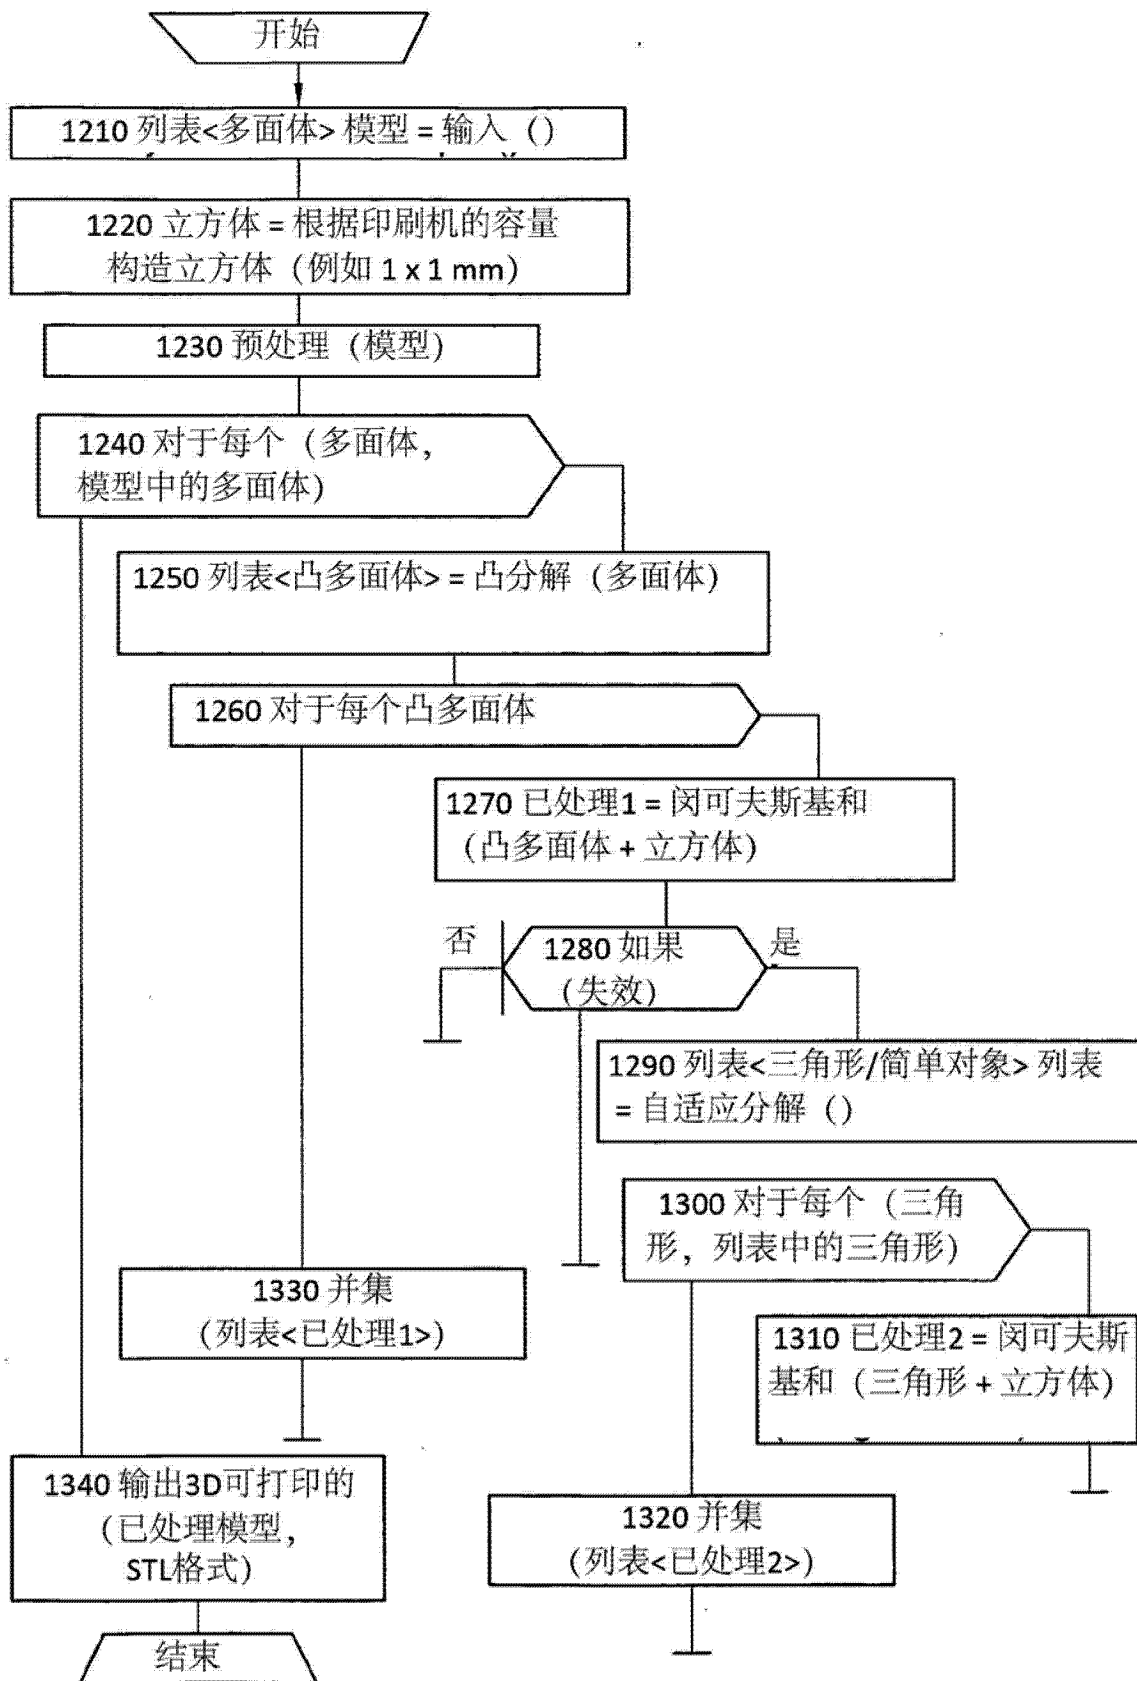 开始
1210 列表<多面体> 模型 = 输入（）
1220 立方体 = 根据印刷机的容量
构造立方体（例如 1 x 1 mm）
1230 预处理（模型）
1240 对于每个（多面体，
模型中的多面体）
1250 列表<凸多面体> = 凸分解（多面体）
1260 对于每个凸多面体
1270 已处理1 = 闵可夫斯基和
（凸多面体 + 立方体）
否
1280 如果
（失效）
是
1290 列表<三角形/简单对象> 列表
= 自适应分解（）
1300 对于每个（三角
形，列表中的三角形）
1310 已处理2 = 闵可夫斯
基和（三角形 + 立方体）
1330 并集
（列表<已处理1>）
1320 并集
（列表<已处理2>）
1340 输出3D可打印的
（已处理模型，
STL格式）
结束